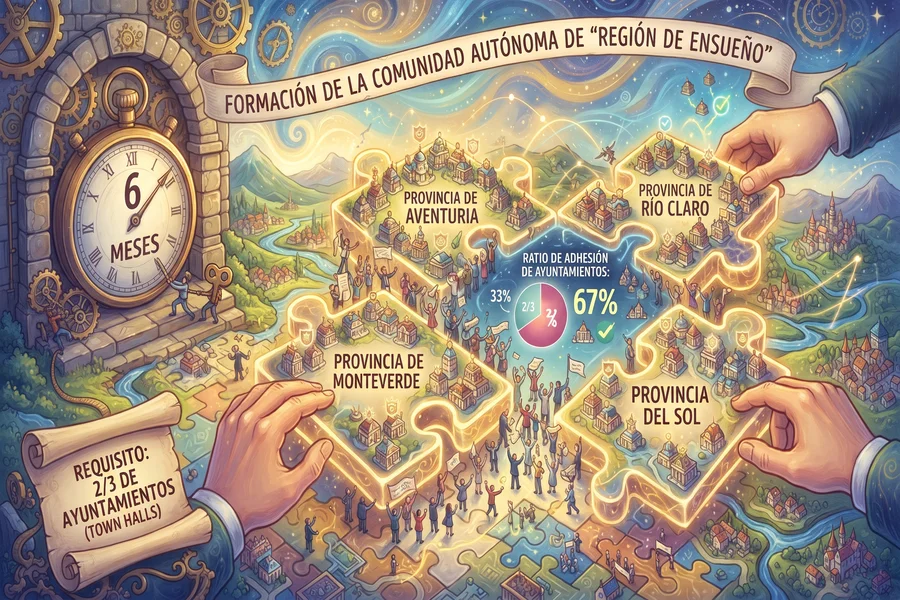 FORMACIÓN DE LA COMUNIDAD AUTÓNOMA DE “REGIÓN DE ENSUEÑO”
XII
6
MESES
PROVINCIA DE
AVENTURIA
PROVINCIA DE
RÍO CLARO
RATIO DE ADHESIÓN
DE AYUNTAMIENTOS:
33%
2/3
67%
PROVINCIA DE
MONTEVERDE
PROVINCIA
DEL SOL
REQUISITO:
2/3 DE
AYUNTAMIENTOS
(TOWN HALLS)